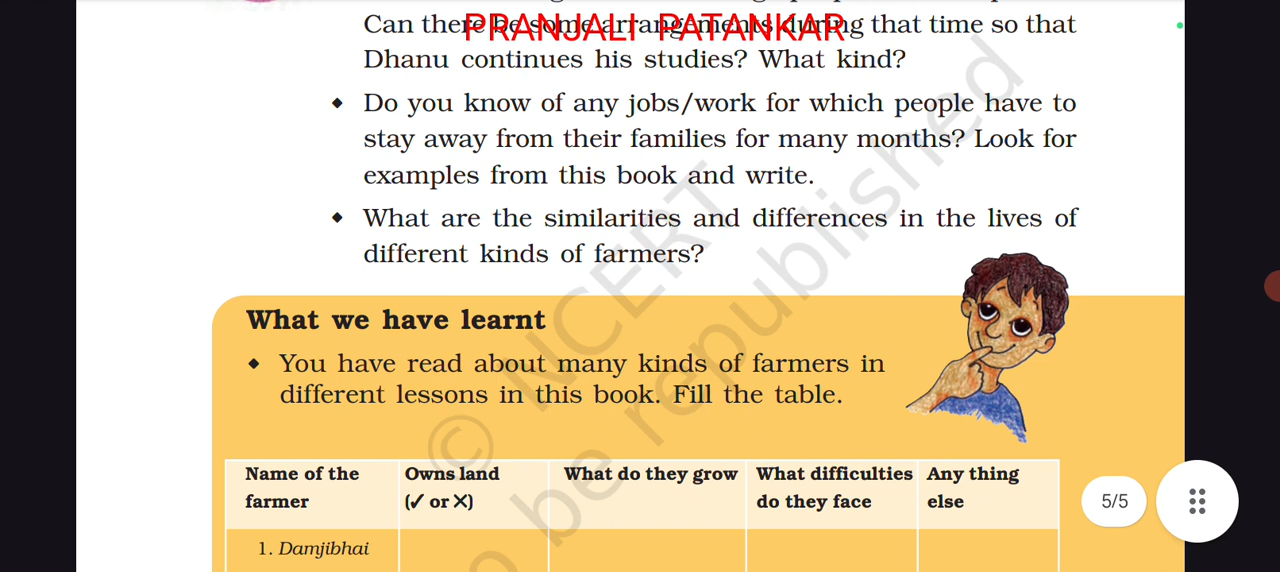 PRANJALI PATANKAR
Can there be some arrangements during that time so that
Dhanu continues his studies? What kind?
◆ Do you know of any jobs/work for which people have to
stay away from their families for many months? Look for
examples from this book and write.
◆ What are the similarities and differences in the lives of
different kinds of farmers?
What we have learnt
◆ You have read about many kinds of farmers in
different lessons in this book. Fill the table.
Name of the farmer
Owns land (✓ or ✕)
What do they grow
What difficulties do they face
Any thing else
1. Damjibhai
5/5
© NCERT
to be republished